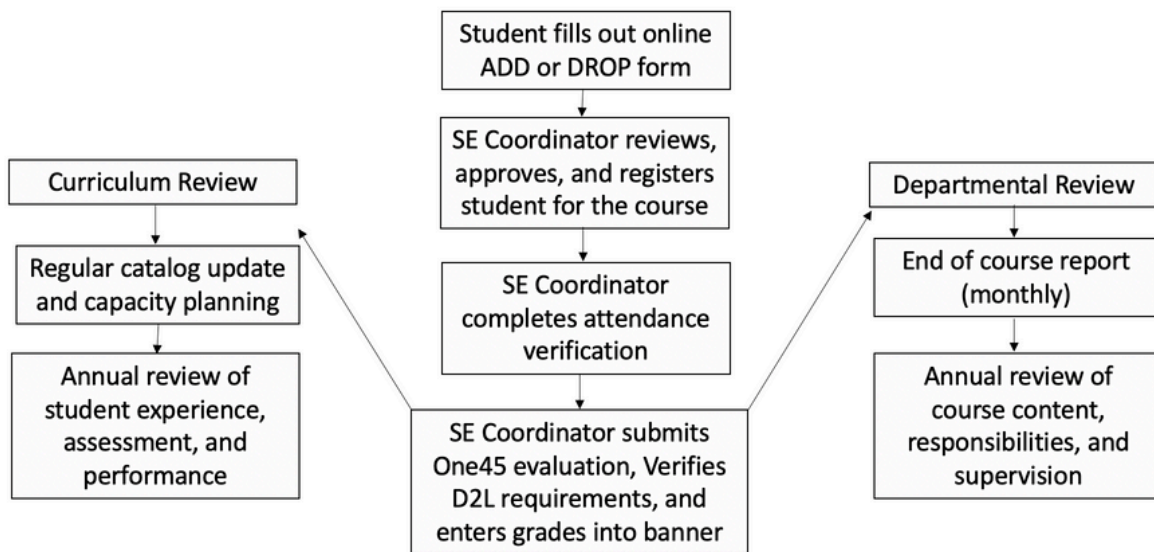 Student fills out online
ADD or DROP form
SE Coordinator reviews,
approves, and registers
student for the course
SE Coordinator
completes attendance
verification
SE Coordinator submits
One45 evaluation, Verifies
D2L requirements, and
enters grades into banner
Curriculum Review
Regular catalog update
and capacity planning
Annual review of
student experience,
assessment, and
performance
Departmental Review
End of course report
(monthly)
Annual review of
course content,
responsibilities, and
supervision